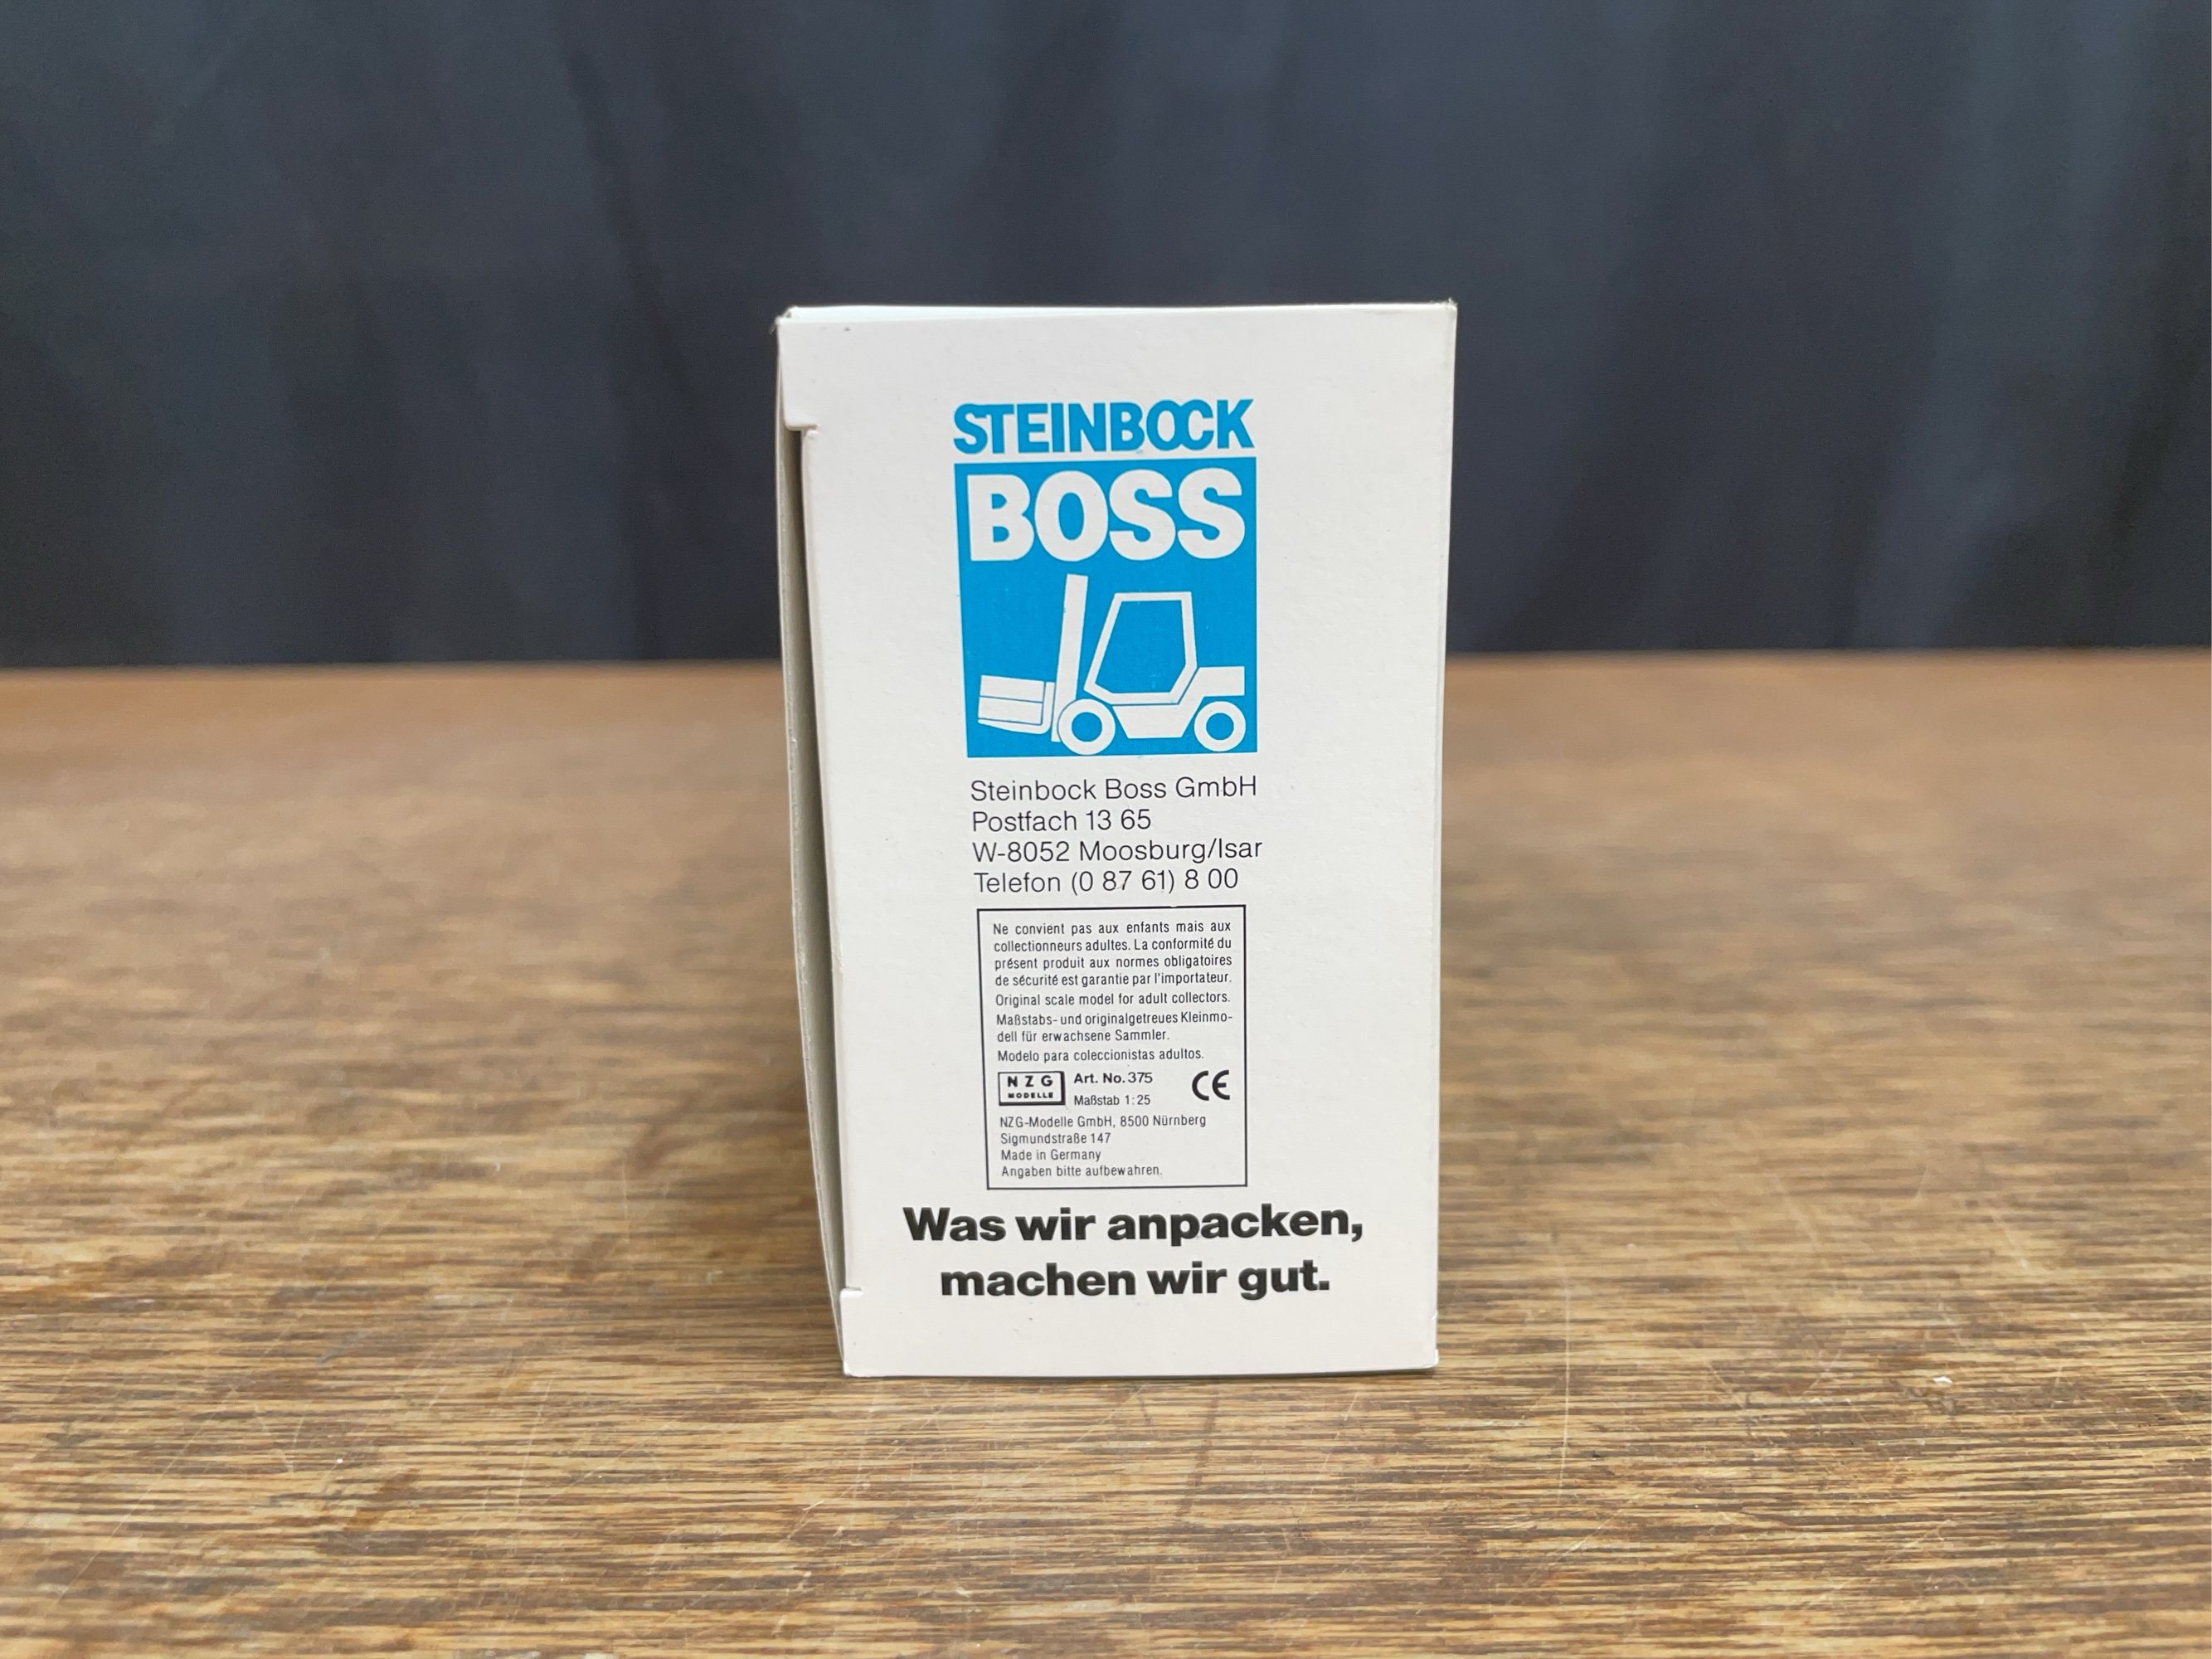 STEINBOCK
BOSS
Steinbock Boss GmbH
Postfach 13 65
W-8052 Moosburg/Isar
Telefon (0 87 61) 8 00
Ne convient pas aux enfants mais aux
collectionneurs adultes. La conformité du
présent produit aux normes obligatoires
de sécurité est garantie par l'importateur.
Original scale model for adult collectors.
Maßstabs- und originalgetreues Kleinmo-
dell für erwachsene Sammler.
Modelo para coleccionistas adultos.
NZG Art. No. 375 CE
MODELLE Maßstab 1:25
NZG-Modelle GmbH, 8500 Nürnberg
Sigmundstraße 147
Made in Germany
Angaben bitte aufbewahren.
Was wir anpacken,
machen wir gut.